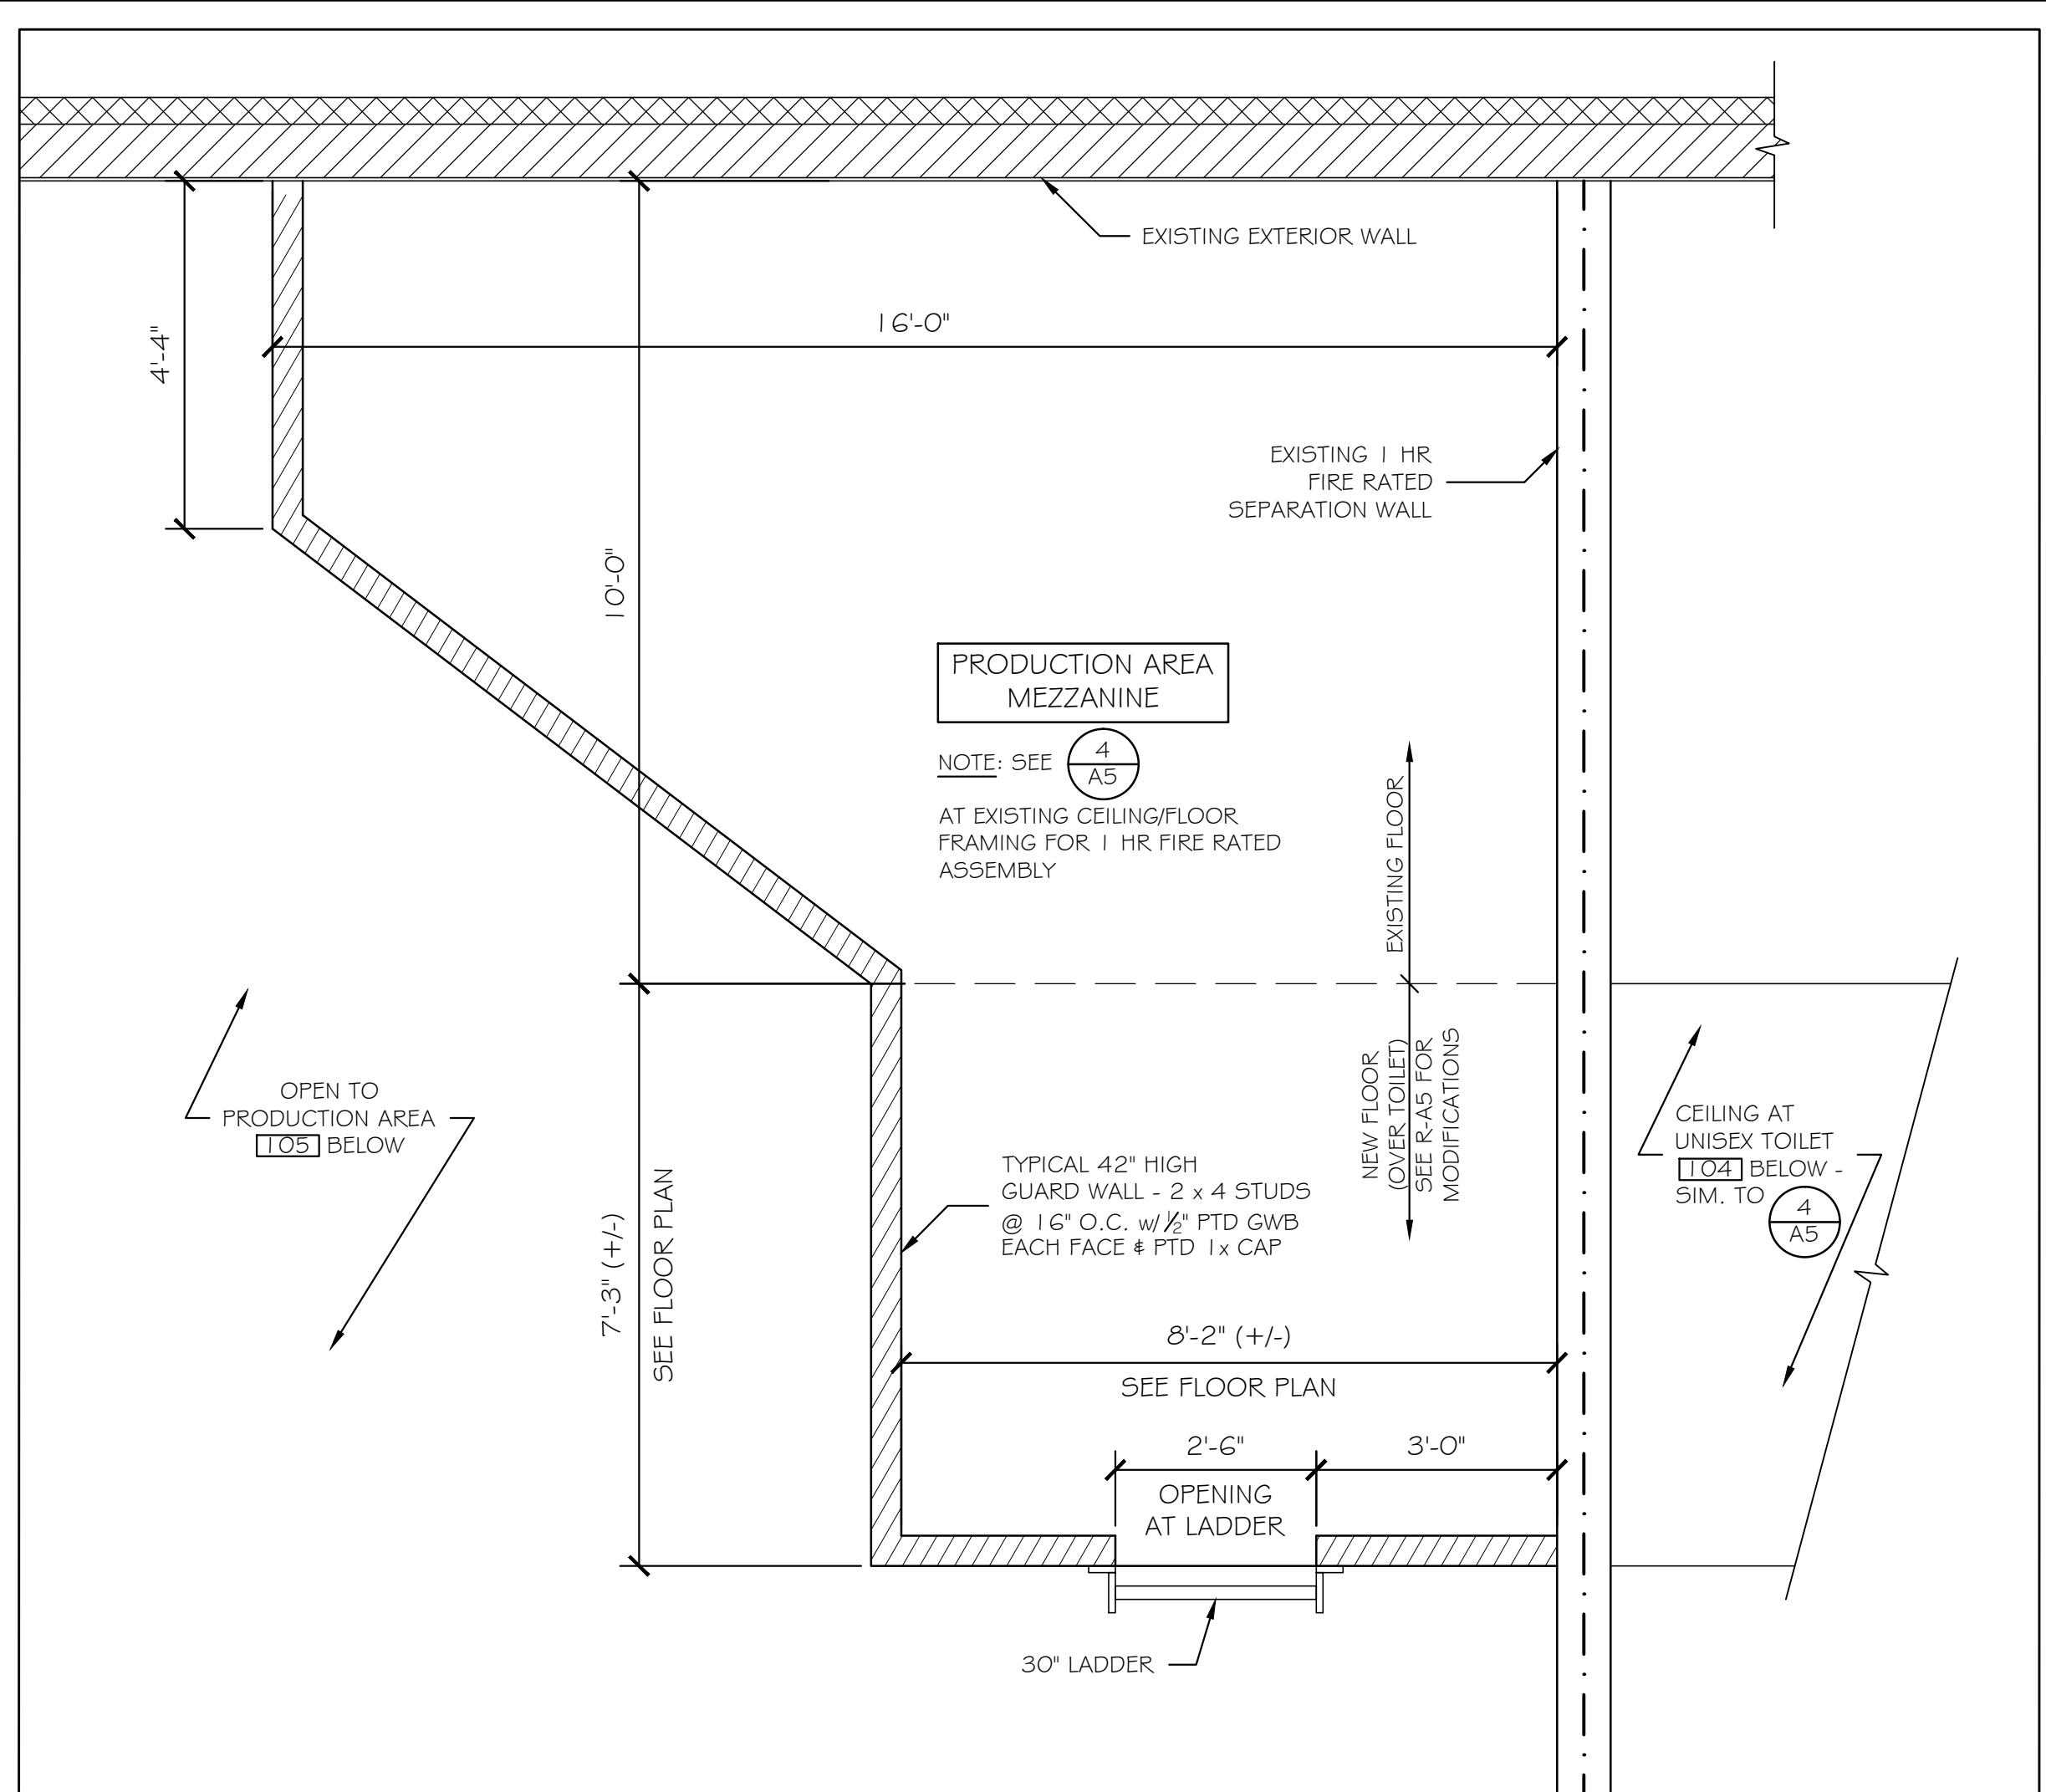 EXISTING EXTERIOR WALL
16'-0"
4'-4"
EXISTING 1 HR
FIRE RATED
SEPARATION WALL
10'-0"
PRODUCTION AREA
MEZZANINE
NOTE: SEE
4
A5
AT EXISTING CEILING/FLOOR
FRAMING FOR 1 HR FIRE RATED
ASSEMBLY
EXISTING FLOOR
NEW FLOOR
(OVER TOILET)
SEE R-A5 FOR
MODIFICATIONS
OPEN TO
PRODUCTION AREA
105 BELOW
CEILING AT
UNISEX TOILET
104 BELOW -
SIM. TO
4
A5
TYPICAL 42" HIGH
GUARD WALL - 2 x 4 STUDS
@ 16" O.C. w/ ½" PTD GWB
EACH FACE & PTD 1x CAP
7'-3" (+/-)
SEE FLOOR PLAN
8'-2" (+/-)
SEE FLOOR PLAN
2'-6"
3'-0"
OPENING
AT LADDER
30" LADDER